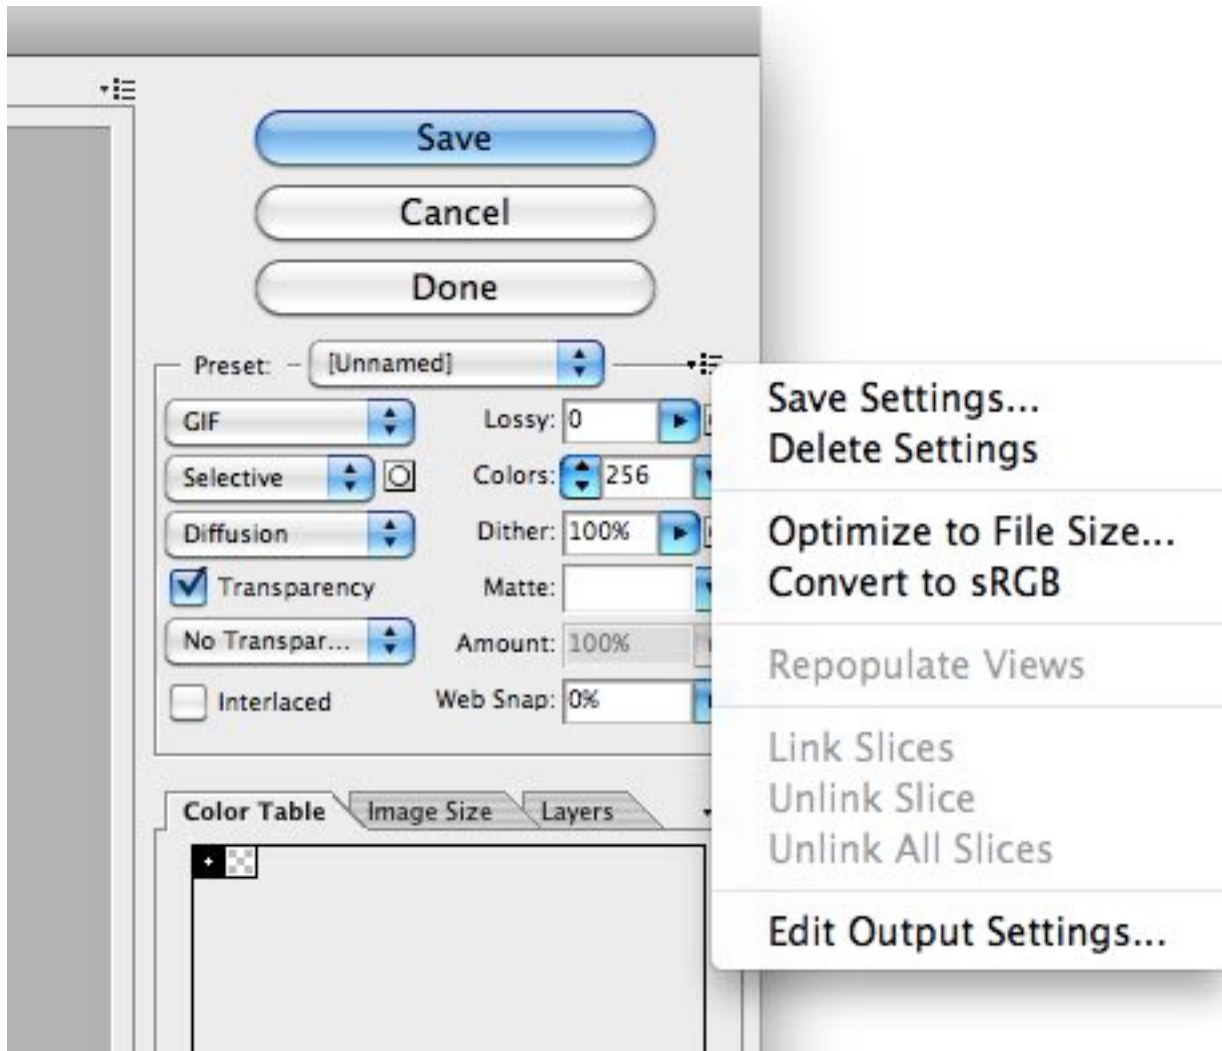 Save
Cancel
Done
Preset: [Unnamed]
GIF Lossy: 0
Selective Colors: 256
Diffusion Dither: 100%
Transparency Matte:
No Transpar... Amount: 100%
Interlaced Web Snap: 0%
Color Table Image Size Layers
Save Settings...
Delete Settings
Optimize to File Size...
Convert to sRGB
Repopulate Views
Link Slices
Unlink Slice
Unlink All Slices
Edit Output Settings...